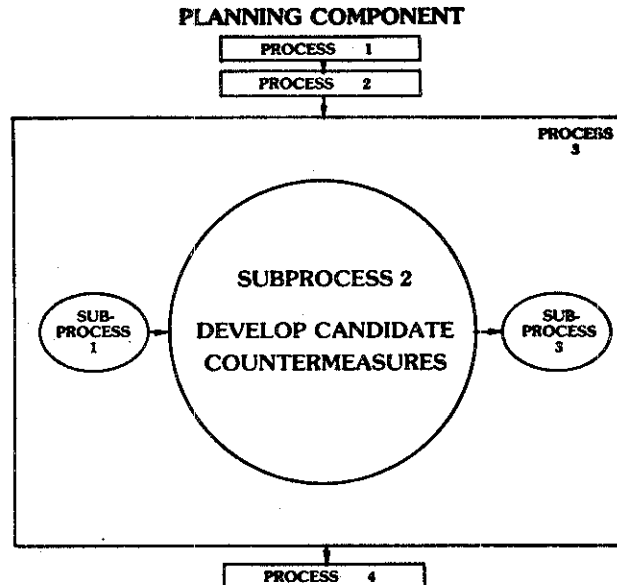 PLANNING COMPONENT
PROCESS 1
PROCESS 2
PROCESS
3
SUBPROCESS 2
DEVELOP CANDIDATE
COUNTERMEASURES
SUB-
PROCESS
1
SUB-
PROCESS
3
PROCESS 4